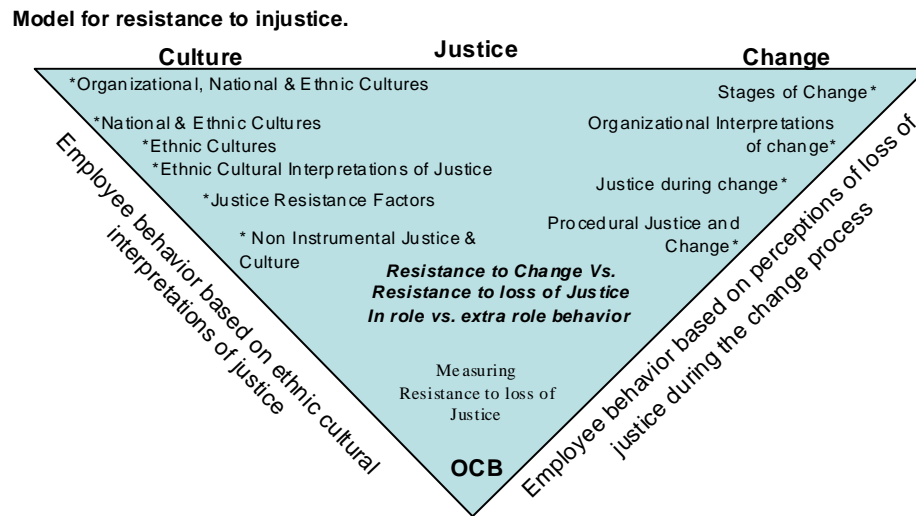 Model for resistance to injustice.
Culture
Justice
Change
*Organizational, National & Ethnic Cultures
*National & Ethnic Cultures
*Ethnic Cultures
*Ethnic Cultural Interpretations of Justice
*Justice Resistance Factors
* Non Instrumental Justice &
Culture
Stages of Change*
Organizational Interpretations
of change*
Justice during change*
Procedural Justice and
Change*
Resistance to Change Vs.
Resistance to loss of Justice
In role vs. extra role behavior
Measuring
Resistance to loss of
Justice
OCB
Employee behavior based on ethnic cultural
interpretations of justice
Employee behavior based on perceptions of loss of
justice during the change process